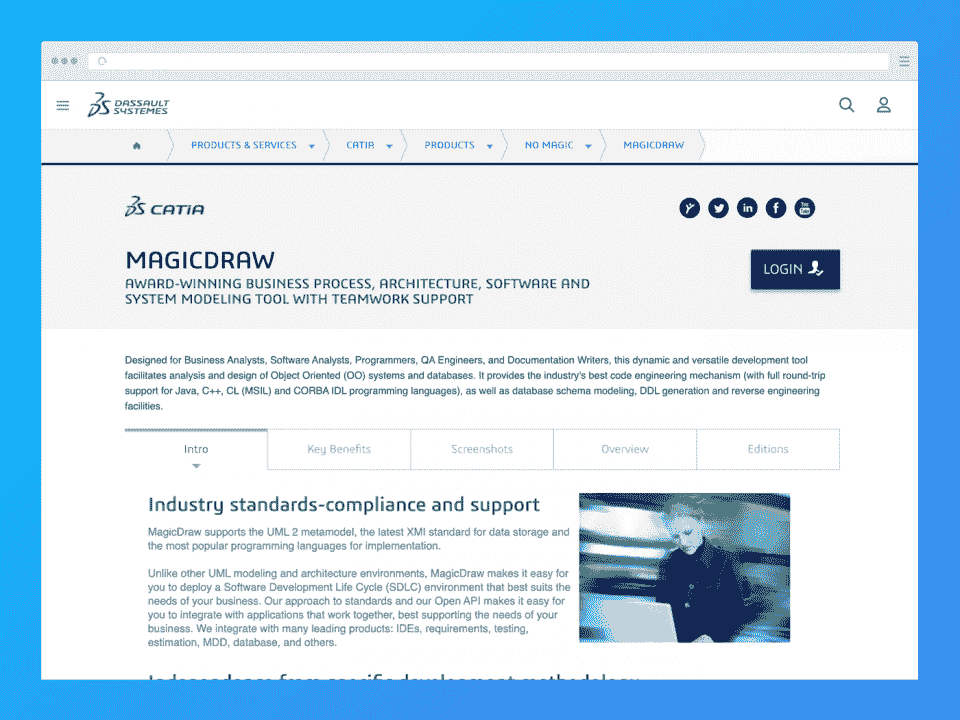 DASSAULT
SYSTEMES
PRODUCTS & SERVICES CATIA PRODUCTS NO MAGIC MAGICDRAW
CATIA
in f You Tube
MAGICDRAW
AWARD-WINNING BUSINESS PROCESS, ARCHITECTURE, SOFTWARE AND
SYSTEM MODELING TOOL WITH TEAMWORK SUPPORT
LOGIN
Designed for Business Analysts, Software Analysts, Programmers, QA Engineers, and Documentation Writers, this dynamic and versatile development tool
facilitates analysis and design of Object Oriented (OO) systems and databases. It provides the industry's best code engineering mechanism (with full round-trip
support for Java, C++, CL (MSIL) and CORBA IDL programming languages), as well as database schema modeling, DDL generation and reverse engineering
facilities.
Intro Key Benefits Screenshots Overview Editions
Industry standards-compliance and support
MagicDraw supports the UML 2 metamodel, the latest XMI standard for data storage and
the most popular programming languages for implementation.
Unlike other UML modeling and architecture environments, MagicDraw makes it easy for
you to deploy a Software Development Life Cycle (SDLC) environment that best suits the
needs of your business. Our approach to standards and our Open API makes it easy for
you to integrate with applications that work together, best supporting the needs of your
business. We integrate with many leading products: IDEs, requirements, testing,
estimation, MDD, database, and others.
Independence from specific development methodology